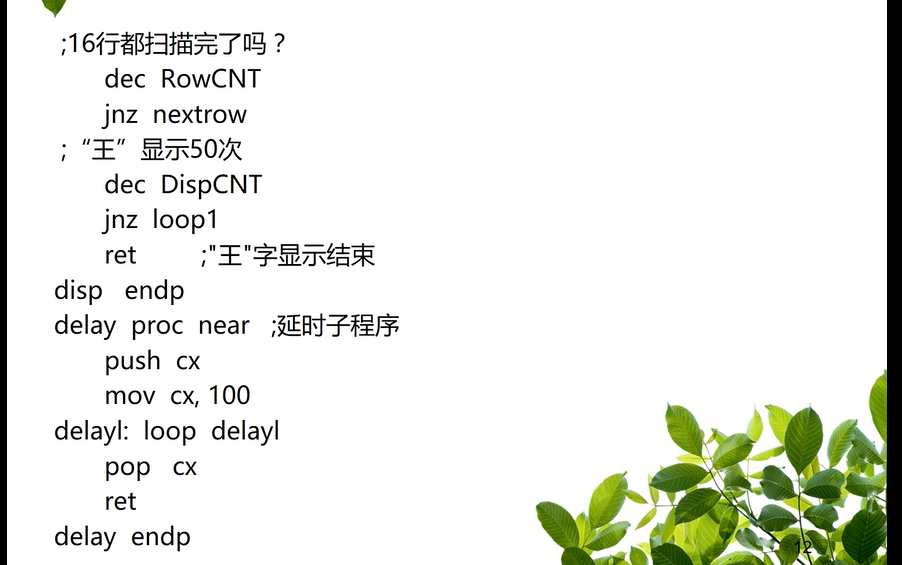 ;16行都扫描完了吗？
dec RowCNT
jnz nextrow
;“王”显示50次
dec DispCNT
jnz loop1
ret ;"王"字显示结束
disp endp
delay proc near ;延时子程序
push cx
mov cx, 100
delayl: loop delayl
pop cx
ret
delay endp
12